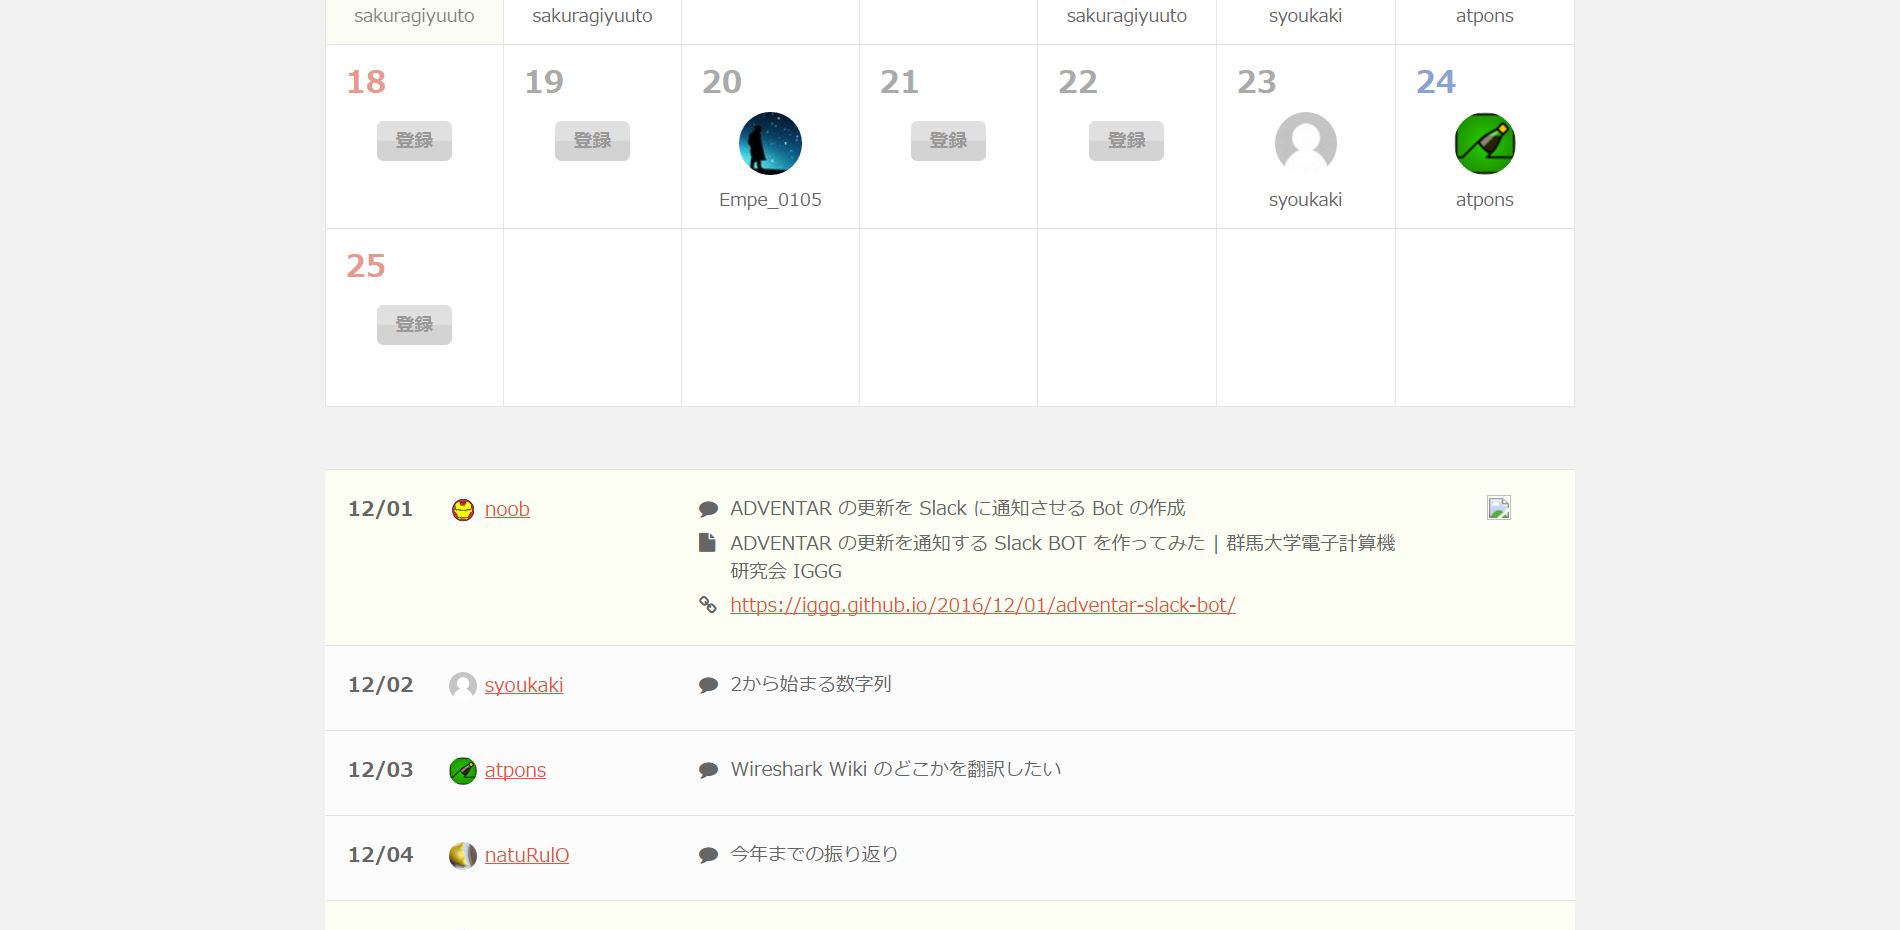 sakuragiyuuto sakuragiyuuto sakuragiyuuto syoukaki atpons
18 19 20 21 22 23 24
登録 登録 登録 登録
Empe_0105 syoukaki atpons
25
登録
12/01 noob ADVENTAR の更新を Slack に通知させる Bot の作成
ADVENTAR の更新を通知する Slack BOT を作ってみた | 群馬大学電子計算機
研究会 IGGG
https://iggg.github.io/2016/12/01/adventar-slack-bot/
12/02 syoukaki 2から始まる数字列
12/03 atpons Wireshark Wiki のどこかを翻訳したい
12/04 natuRulO 今年までの振り返り